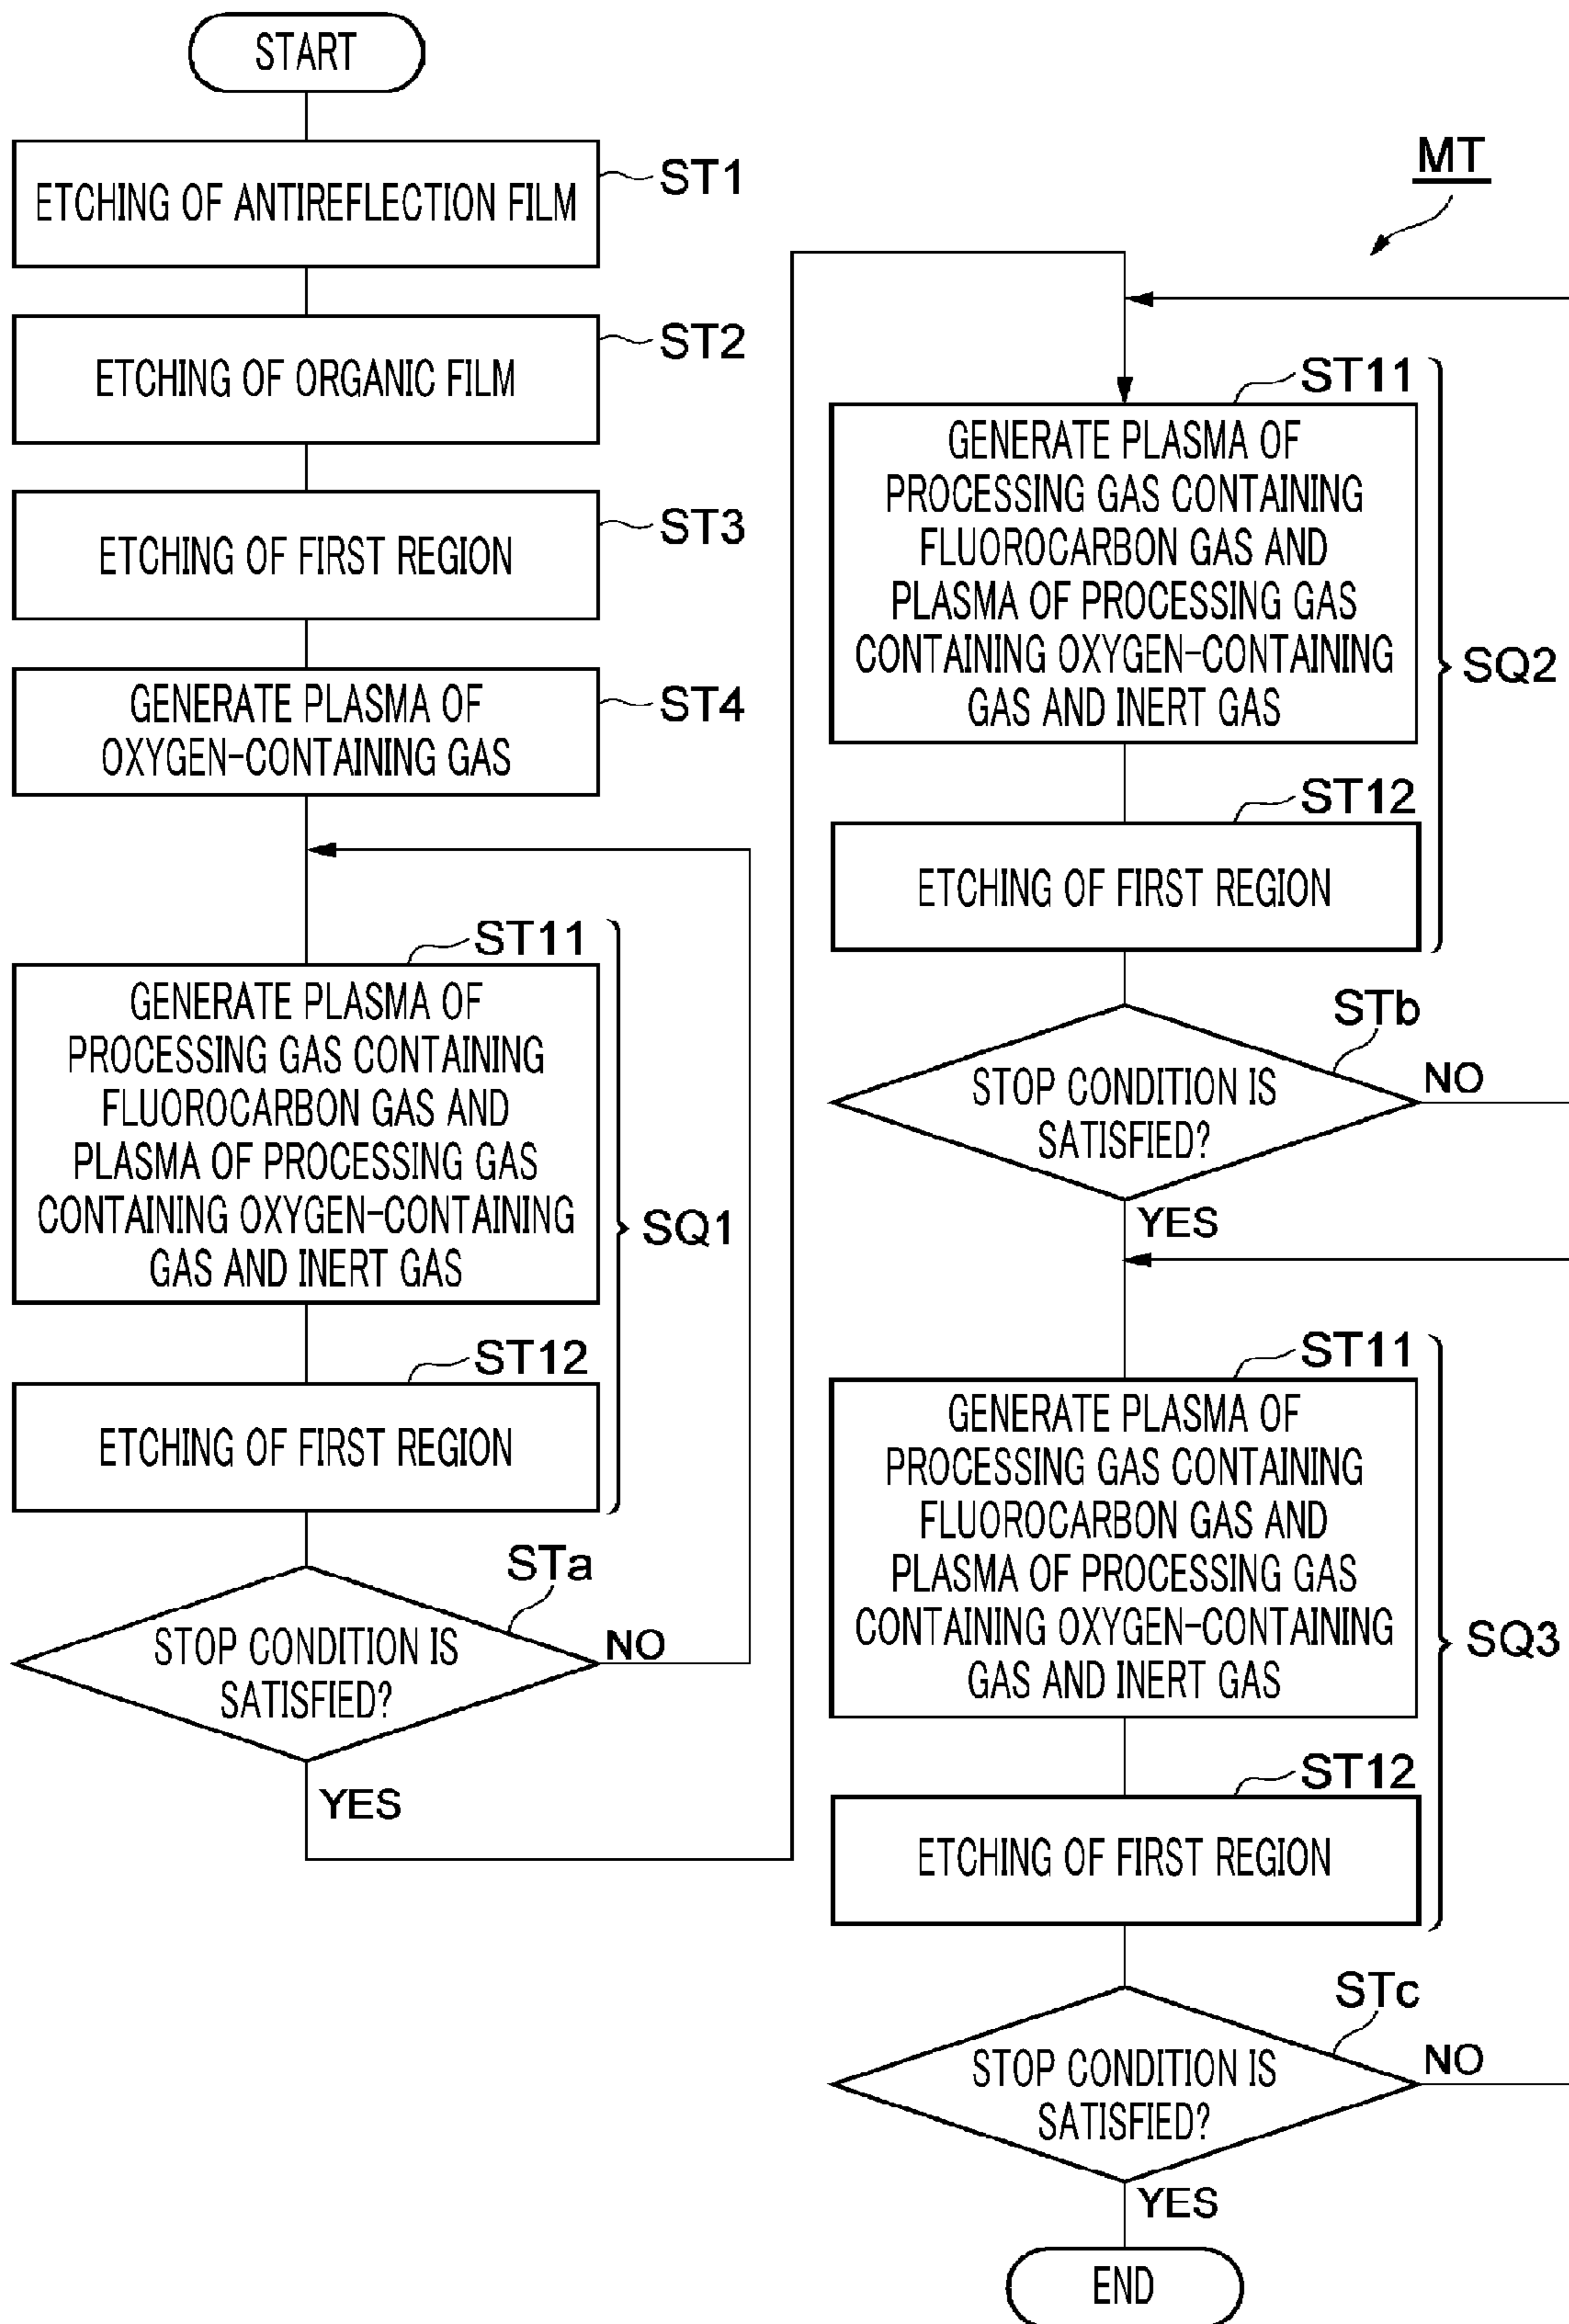 START
ETCHING OF ANTIREFLECTION FILM
ST1
ETCHING OF ORGANIC FILM
ST2
ETCHING OF FIRST REGION
ST3
GENERATE PLASMA OF
OXYGEN-CONTAINING GAS
ST4
ST11
GENERATE PLASMA OF
PROCESSING GAS CONTAINING
FLUOROCARBON GAS AND
PLASMA OF PROCESSING GAS
CONTAINING OXYGEN-CONTAINING
GAS AND INERT GAS
SQ1
ST12
ETCHING OF FIRST REGION
STa
STOP CONDITION IS
SATISFIED?
NO
YES
MT
ST11
GENERATE PLASMA OF
PROCESSING GAS CONTAINING
FLUOROCARBON GAS AND
PLASMA OF PROCESSING GAS
CONTAINING OXYGEN-CONTAINING
GAS AND INERT GAS
SQ2
ST12
ETCHING OF FIRST REGION
STb
STOP CONDITION IS
SATISFIED?
NO
YES
ST11
GENERATE PLASMA OF
PROCESSING GAS CONTAINING
FLUOROCARBON GAS AND
PLASMA OF PROCESSING GAS
CONTAINING OXYGEN-CONTAINING
GAS AND INERT GAS
SQ3
ST12
ETCHING OF FIRST REGION
STc
STOP CONDITION IS
SATISFIED?
NO
YES
END